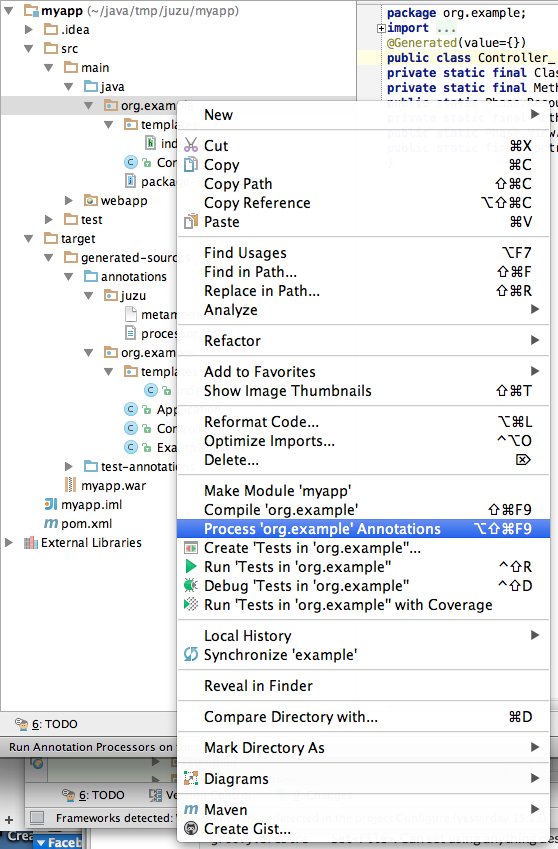 myapp (~/java/tmp/juzu/myapp)
.idea
src
main
java
org.examp
templa
ind
Con
packag
webapp
test
target
generated-sourc
annotations
juzu
metam
proces
org.exam
templa
App
Con
Exa
test-annotatio
myapp.war
myapp.iml
pom.xml
External Libraries
6: TODO
Run Annotation Processors on
6: TODO
Frameworks detected:
Crea
Faceb
package org.example;
import ...
@Generated(value={})
public class Controller_
private static final Clas
private static final Meth
New
Cut ⌘X
Copy ⌘C
Copy Path ⇧⌘C
Copy Reference ⌥⇧⌘C
Paste ⌘V
Find Usages ⌥F7
Find in Path... ⇧⌘F
Replace in Path... ⇧⌘R
Analyze
Refactor
Add to Favorites
Show Image Thumbnails ⇧⌘T
Reformat Code... ⌥⌘L
Optimize Imports... ^⌥O
Delete... ⌦
Make Module 'myapp'
Compile 'org.example' ⇧⌘F9
Process 'org.example' Annotations ⌥⇧⌘F9
Create 'Tests in 'org.example''...
Run 'Tests in 'org.example'' ^⇧R
Debug 'Tests in 'org.example'' ^⇧D
Run 'Tests in 'org.example'' with Coverage
Local History
Synchronize 'example'
Reveal in Finder
Compare Directory with... ⌘D
Mark Directory As
Diagrams
Maven
Create Gist...